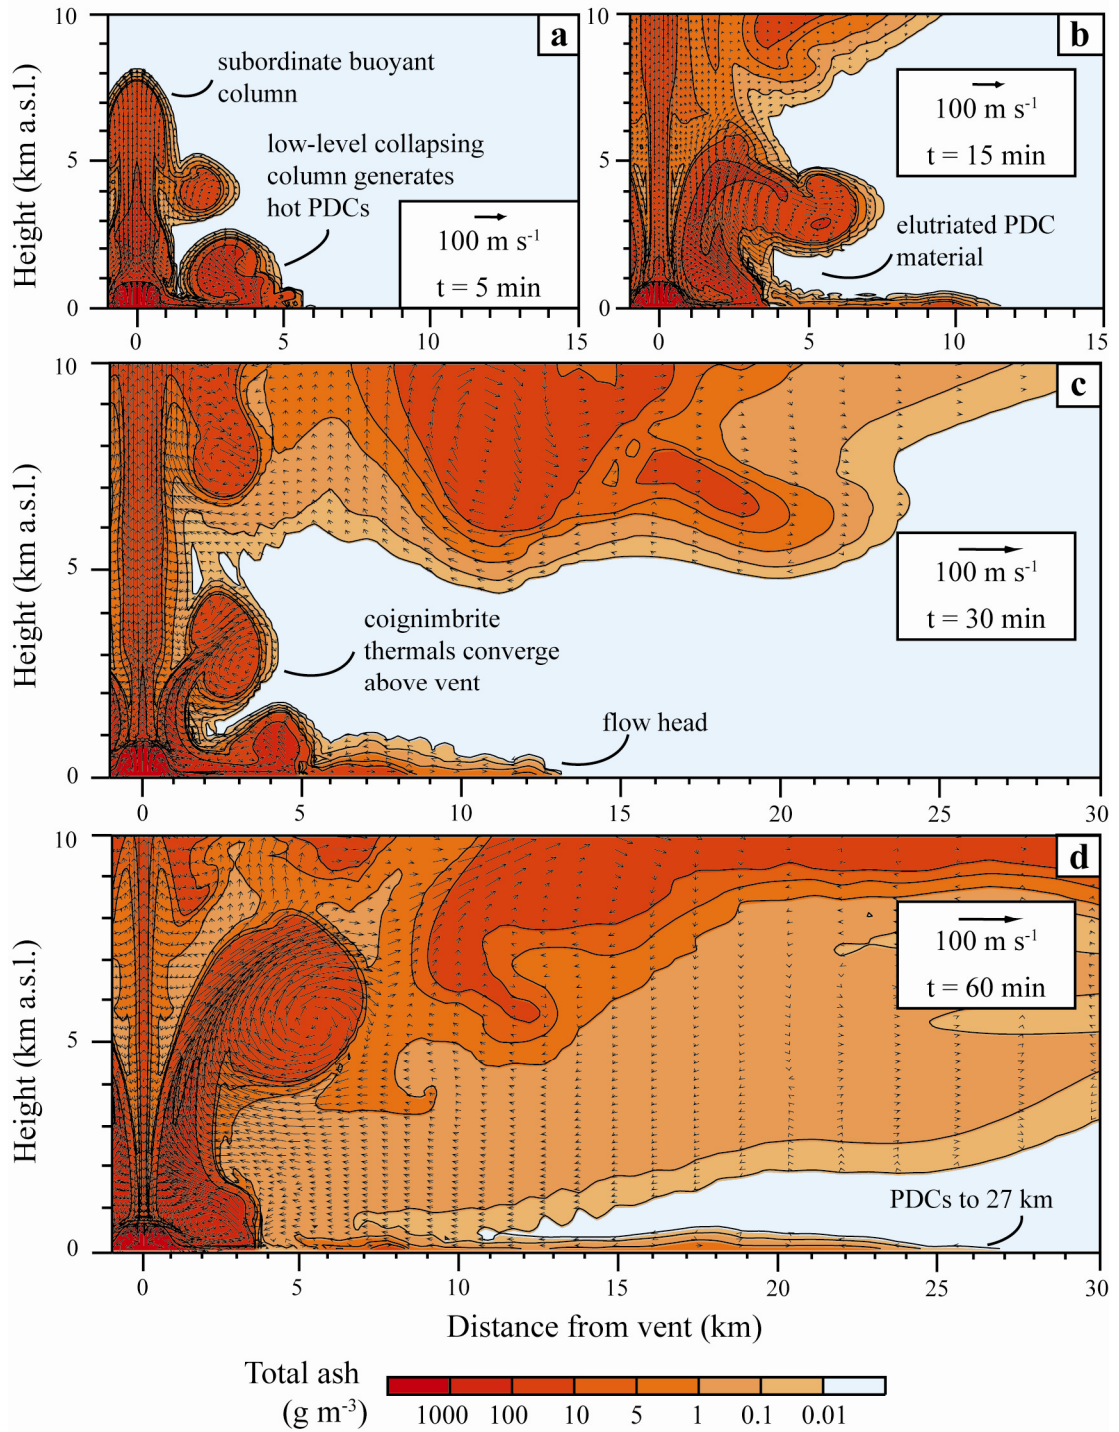 10
a
subordinate buoyant
column
low-level collapsing
column generates
hot PDCs
100 m s-1
t = 5 min
Height (km a.s.l.)
5
0
0
5
10
15
10
b
100 m s-1
t = 15 min
elutriated PDC
material
5
0
0
5
10
15
10
c
100 m s-1
t = 30 min
coignimbrite
thermals converge
above vent
flow head
Height (km a.s.l.)
5
0
0
5
10
15
20
25
30
10
d
100 m s-1
t = 60 min
PDCs to 27 km
Height (km a.s.l.)
5
0
0
5
10
15
20
25
30
Distance from vent (km)
Total ash
(g m-3)
1000 100 10 5 1 0.1 0.01